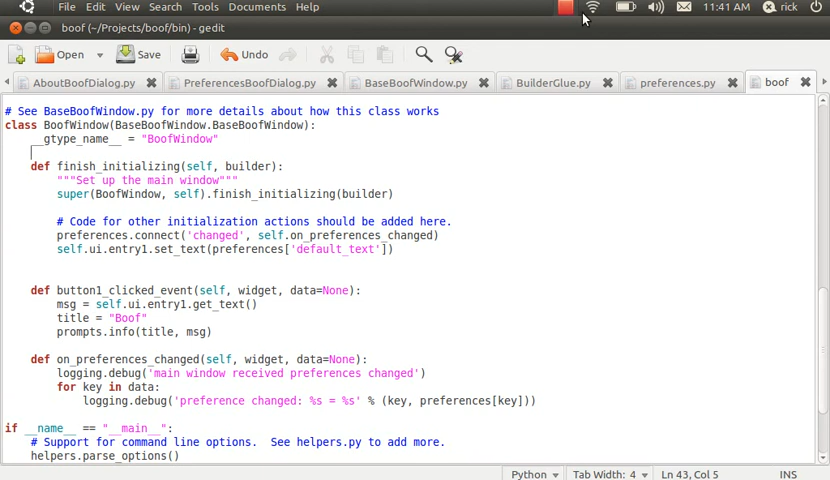 File Edit View Search Tools Documents Help 11:41 AM rick
boof (~/Projects/boof/bin) - gedit
Open Save Undo
AboutBoofDialog.py PreferencesBoofDialog.py BaseBoofWindow.py BuilderGlue.py preferences.py boof
# See BaseBoofWindow.py for more details about how this class works
class BoofWindow(BaseBoofWindow.BaseBoofWindow):
    __gtype_name__ = "BoofWindow"
    def finish_initializing(self, builder):
        """Set up the main window"""
        super(BoofWindow, self).finish_initializing(builder)
        # Code for other initialization actions should be added here.
        preferences.connect('changed', self.on_preferences_changed)
        self.ui.entry1.set_text(preferences['default_text'])
    def button1_clicked_event(self, widget, data=None):
        msg = self.ui.entry1.get_text()
        title = "Boof"
        prompts.info(title, msg)
    def on_preferences_changed(self, widget, data=None):
        logging.debug('main window received preferences changed')
        for key in data:
            logging.debug('preference changed: %s = %s' % (key, preferences[key]))
if __name__ == "__main__":
    # Support for command line options.  See helpers.py to add more.
    helpers.parse_options()
Python Tab Width: 4 Ln 43, Col 5 INS